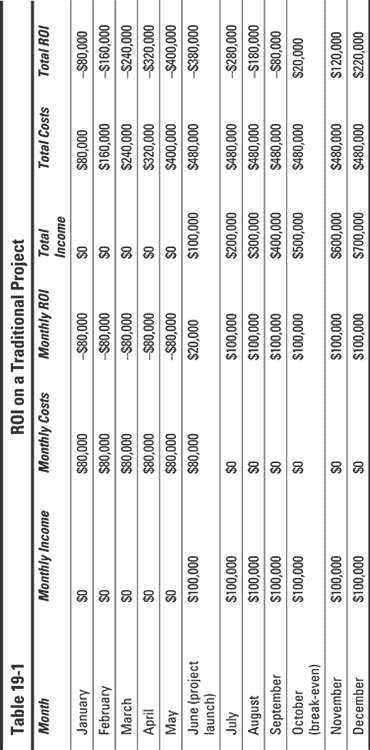 Table 19-1 ROI on a Traditional Project
Month Monthly Income Monthly Costs Monthly ROI Total Income Total Costs Total ROI
January $0 $80,000 –$80,000 $0 $80,000 –$80,000
February $0 $80,000 –$80,000 $0 $160,000 –$160,000
March $0 $80,000 –$80,000 $0 $240,000 –$240,000
April $0 $80,000 –$80,000 $0 $320,000 –$320,000
May $0 $80,000 –$80,000 $0 $400,000 –$400,000
June (project launch) $100,000 $80,000 $20,000 $100,000 $480,000 –$380,000
July $100,000 $0 $100,000 $200,000 $480,000 –$280,000
August $100,000 $0 $100,000 $300,000 $480,000 –$180,000
September $100,000 $0 $100,000 $400,000 $480,000 –$80,000
October (break-even) $100,000 $0 $100,000 $500,000 $480,000 $20,000
November $100,000 $0 $100,000 $600,000 $480,000 $120,000
December $100,000 $0 $100,000 $700,000 $480,000 $220,000